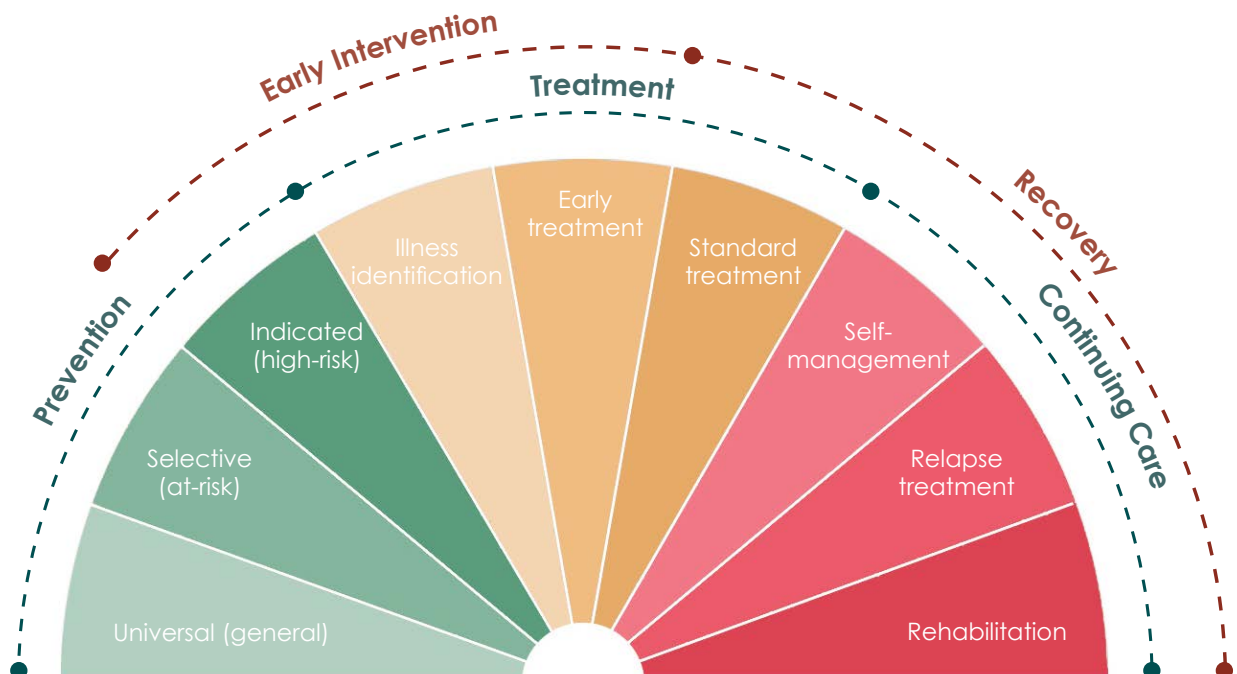 Early Intervention
Treatment
Recovery
Prevention
Continuing Care
Early
treatment
Illness
identification
Standard
treatment
Indicated
(high-risk)
Self-
management
Selective
(at-risk)
Relapse
treatment
Universal (general)
Rehabilitation